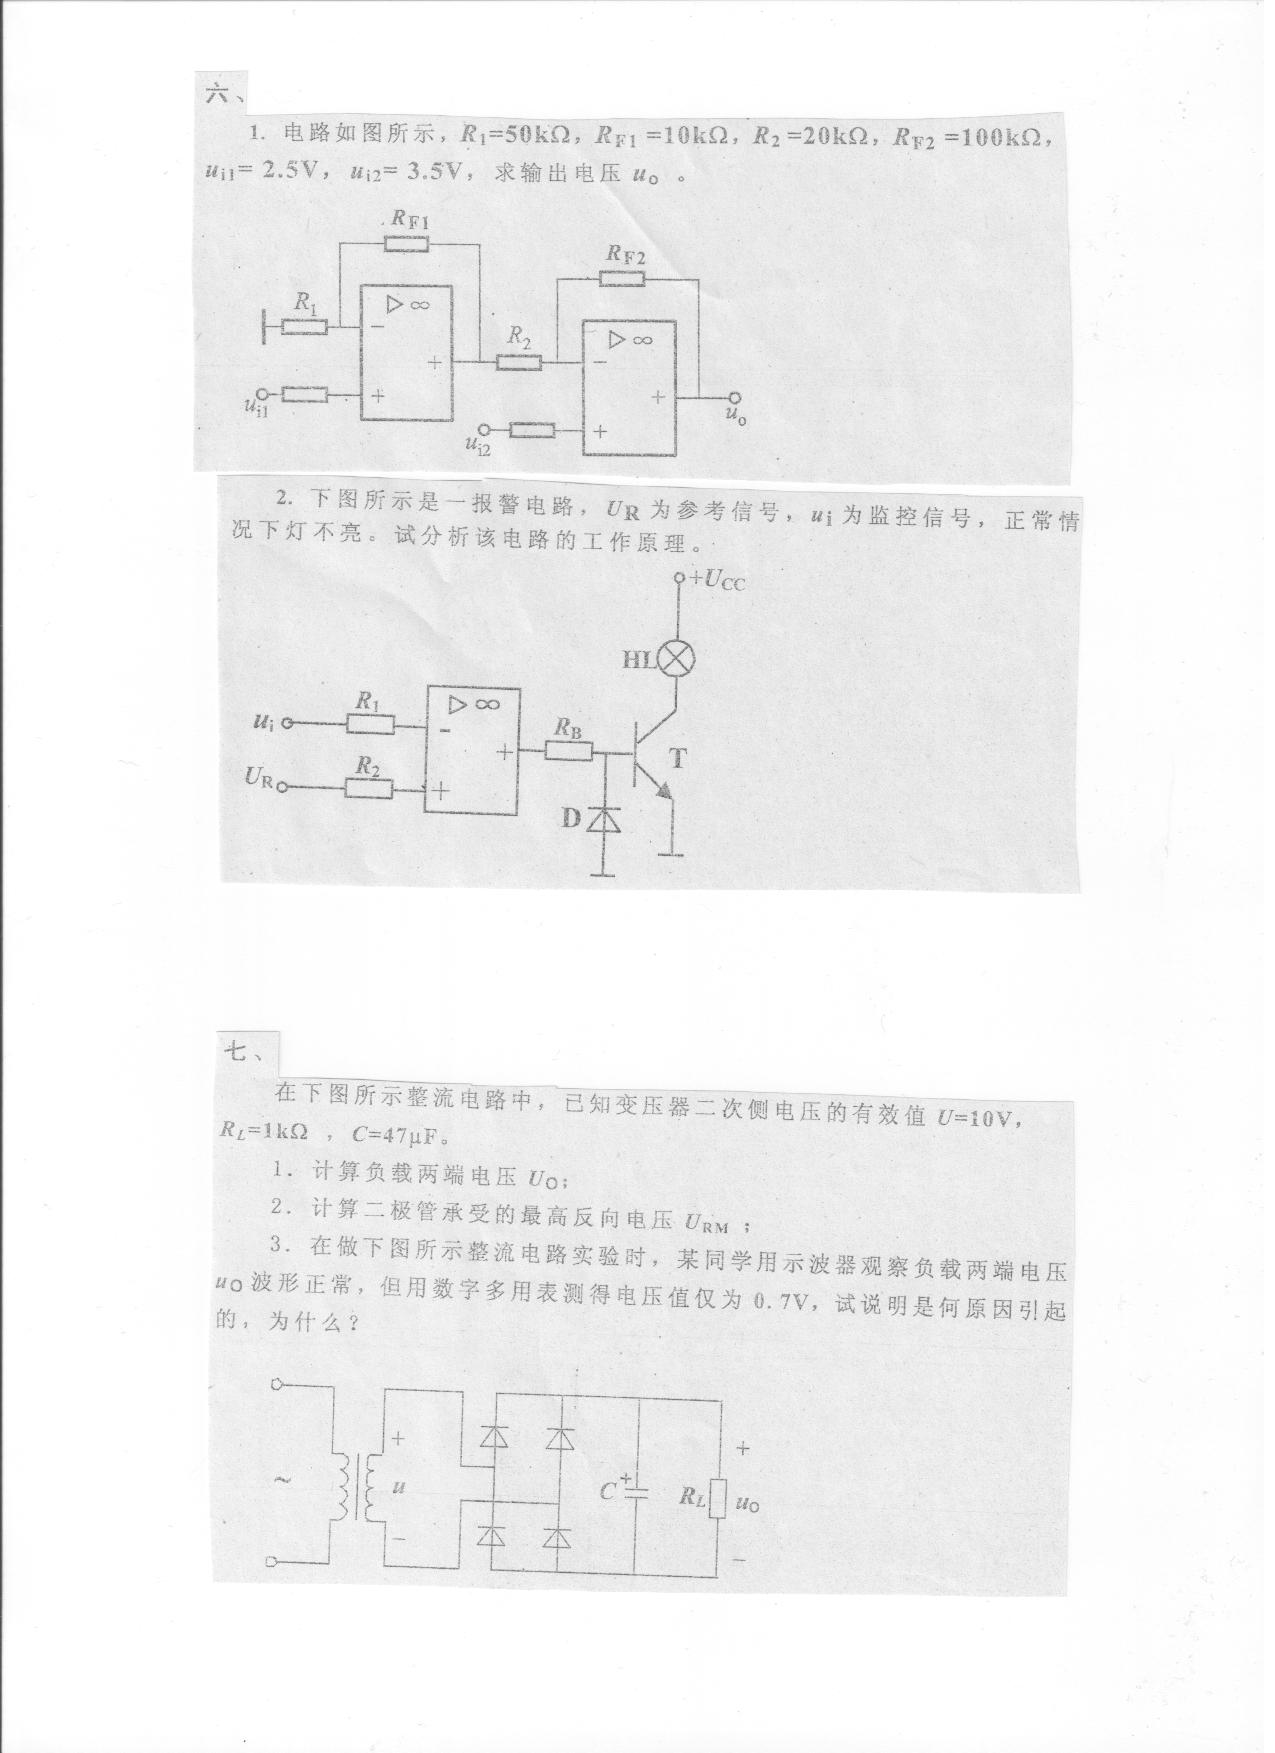 六、
1. 电路如图所示，R1=50kΩ，RF1 =10kΩ，R2 =20kΩ，RF2 =100kΩ，
ui1= 2.5V， ui2= 3.5V， 求输出电压 uo 。
RF1
RF2
R1
▷ ∞
−
+
+
ui1
R2
▷ ∞
−
+
+
uo
ui2
2. 下图所示是一报警电路， UR 为参考信号， ui 为监控信号， 正常情
况下灯不亮。试分析该电路的工作原理。
+UCC
HL
ui
R1
▷ ∞
-
+
+
UR
R2
RB
T
D
七、
在下图所示整流电路中，已知变压器二次侧电压的有效值 U=10V，
RL=1kΩ ， C=47μF。
1. 计算负载两端电压 UO；
2. 计算二极管承受的最高反向电压 URM ；
3. 在做下图所示整流电路实验时，某同学用示波器观察负载两端电压
uO 波形正常，但用数字多用表测得电压值仅为 0.7V，试说明是何原因引起
的，为什么？
~
+
u
−
C
+
RL
+
uO
−